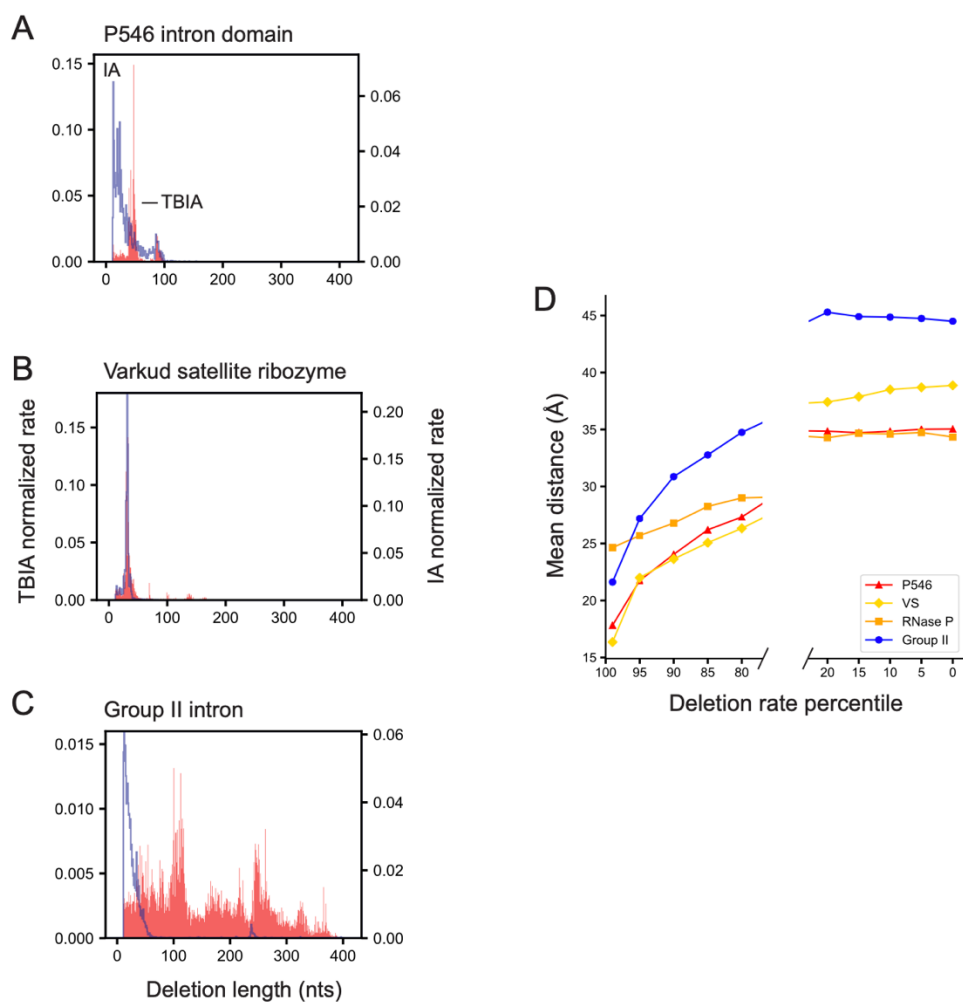 A
P546 intron domain
IA
TBIA
0.15
0.10
0.05
0.00
0.06
0.04
0.02
0.00
0 100 200 300 400
B
Varkud satellite ribozyme
TBIA normalized rate
0.15
0.10
0.05
0.00
0.20
0.15
0.10
0.05
0.00
IA normalized rate
0 100 200 300 400
C
Group II intron
0.015
0.010
0.005
0.000
0.06
0.04
0.02
0.00
0 100 200 300 400
Deletion length (nts)
D
Mean distance (Å)
45
40
35
30
25
20
15
P546
VS
RNase P
Group II
100 95 90 85 80 20 15 10 5 0
Deletion rate percentile